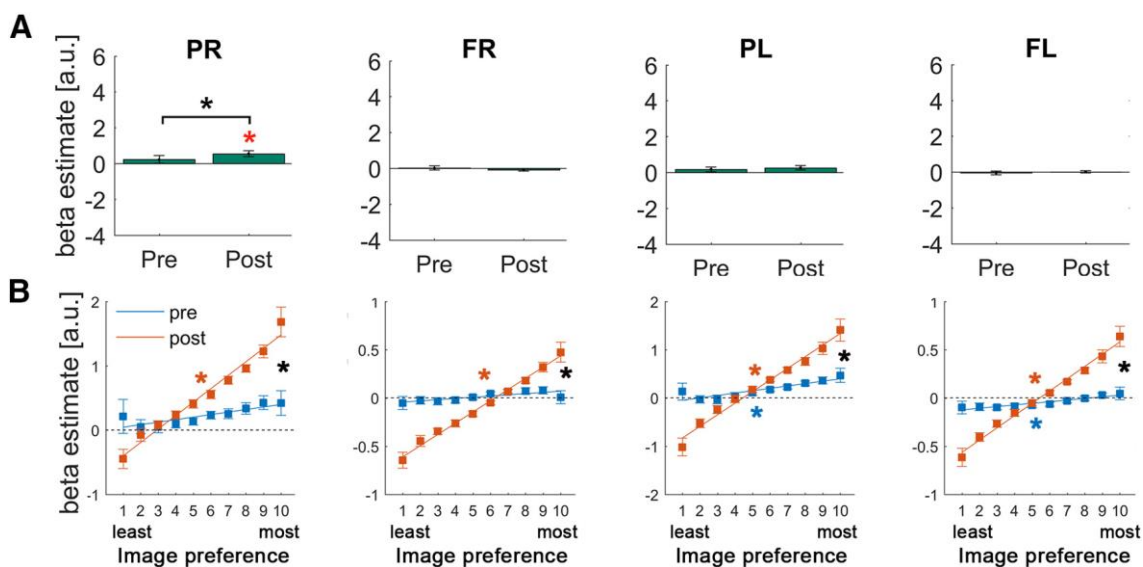 A
PR
FR
PL
FL
beta estimate [a.u.]
6
4
2
0
-2
-4
Pre
Post
*
*
6
4
2
0
-2
-4
Pre
Post
6
4
2
0
-2
-4
Pre
Post
6
4
2
0
-2
-4
Pre
Post
B
beta estimate [a.u.]
2
1
0
-1
pre
post
*
*
1 2 3 4 5 6 7 8 9 10
least most
Image preference
1
0.5
0
-0.5
-1
*
*
1 2 3 4 5 6 7 8 9 10
least most
Image preference
2
1
0
-1
-2
*
*
*
1 2 3 4 5 6 7 8 9 10
least most
Image preference
1
0.5
0
-0.5
-1
*
*
*
1 2 3 4 5 6 7 8 9 10
least most
Image preference